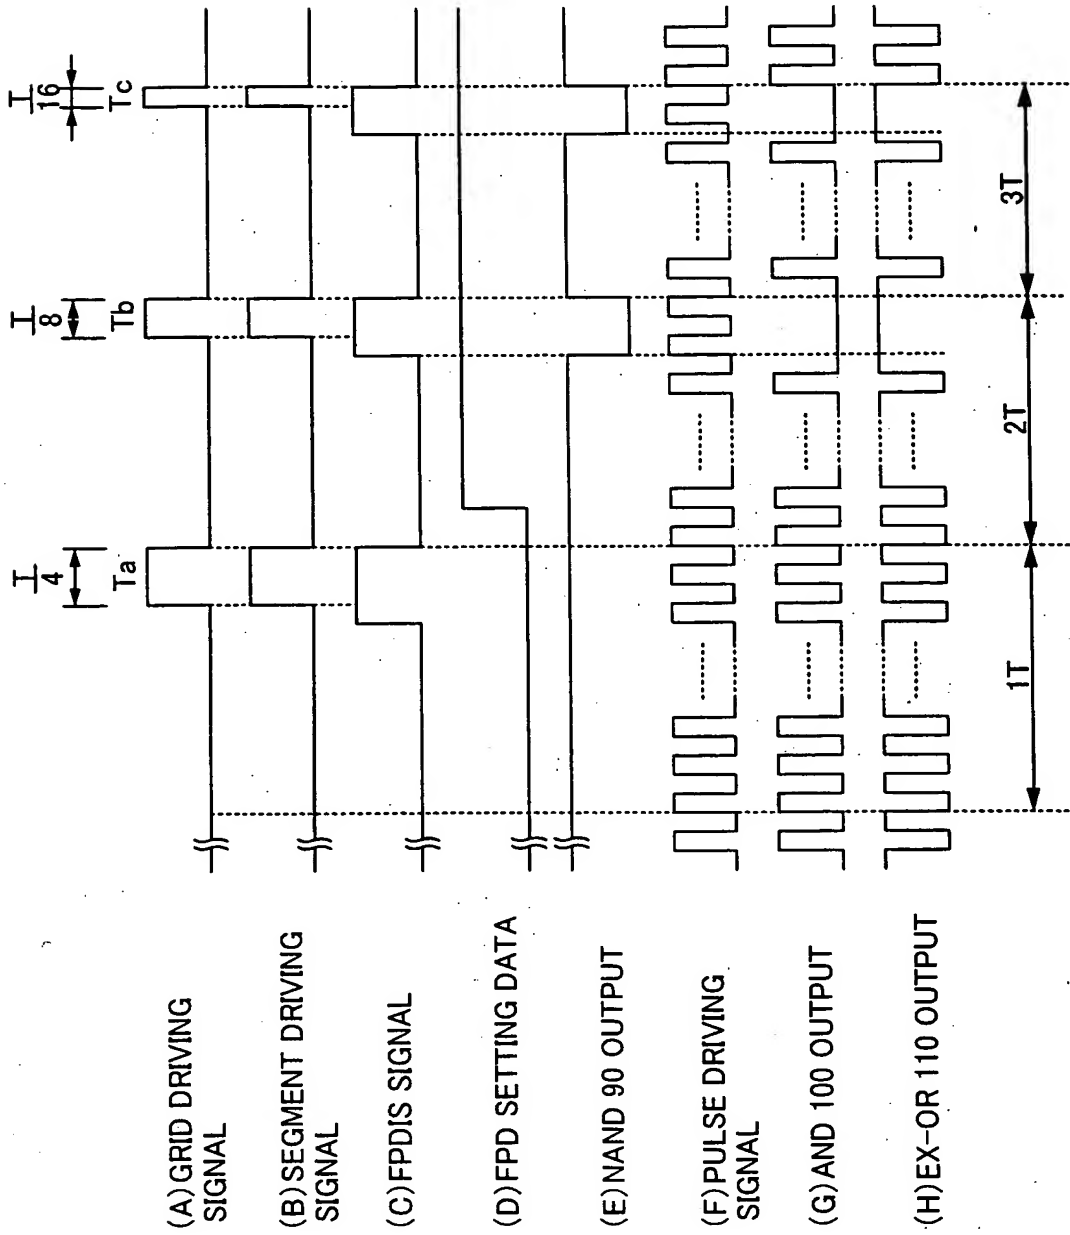 T
4
Ta
T
8
Tb
T
16
Tc
(A)GRID DRIVING
SIGNAL
(B)SEGMENT DRIVING
SIGNAL
(C)FPDIS SIGNAL
(D)FPD SETTING DATA
(E)NAND 90 OUTPUT
(F)PULSE DRIVING
SIGNAL
(G)AND 100 OUTPUT
(H)EX-OR 110 OUTPUT
1T
2T
3T